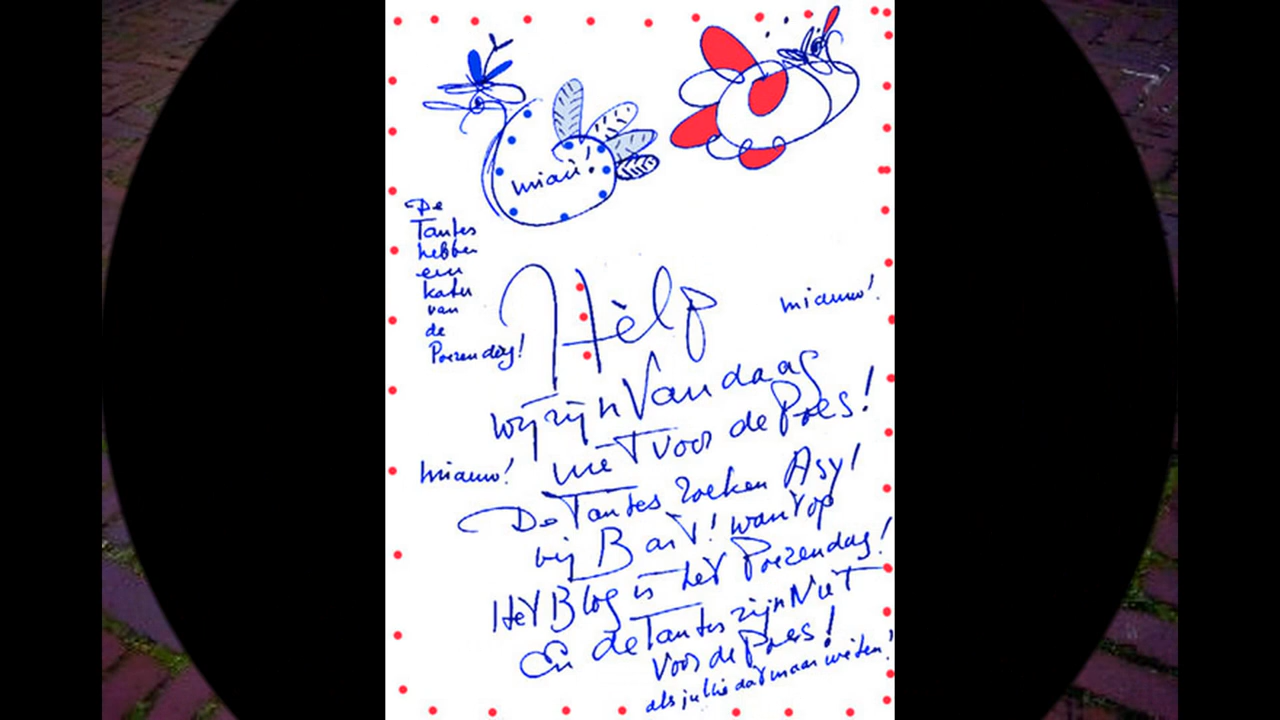 miau!
De
Tantes
hebben
een
kater
van
de
Poezendag!
Hèlp
miauw!
wij zijn Vandaag
niet voor de Poes!
miauw!
De Tantes zoeken Asyl
bij Bart! want op
Het Blog is het Poezendag!
En de Tantes zijn Niet
voor de Poes!
als jullie dat maar weten!